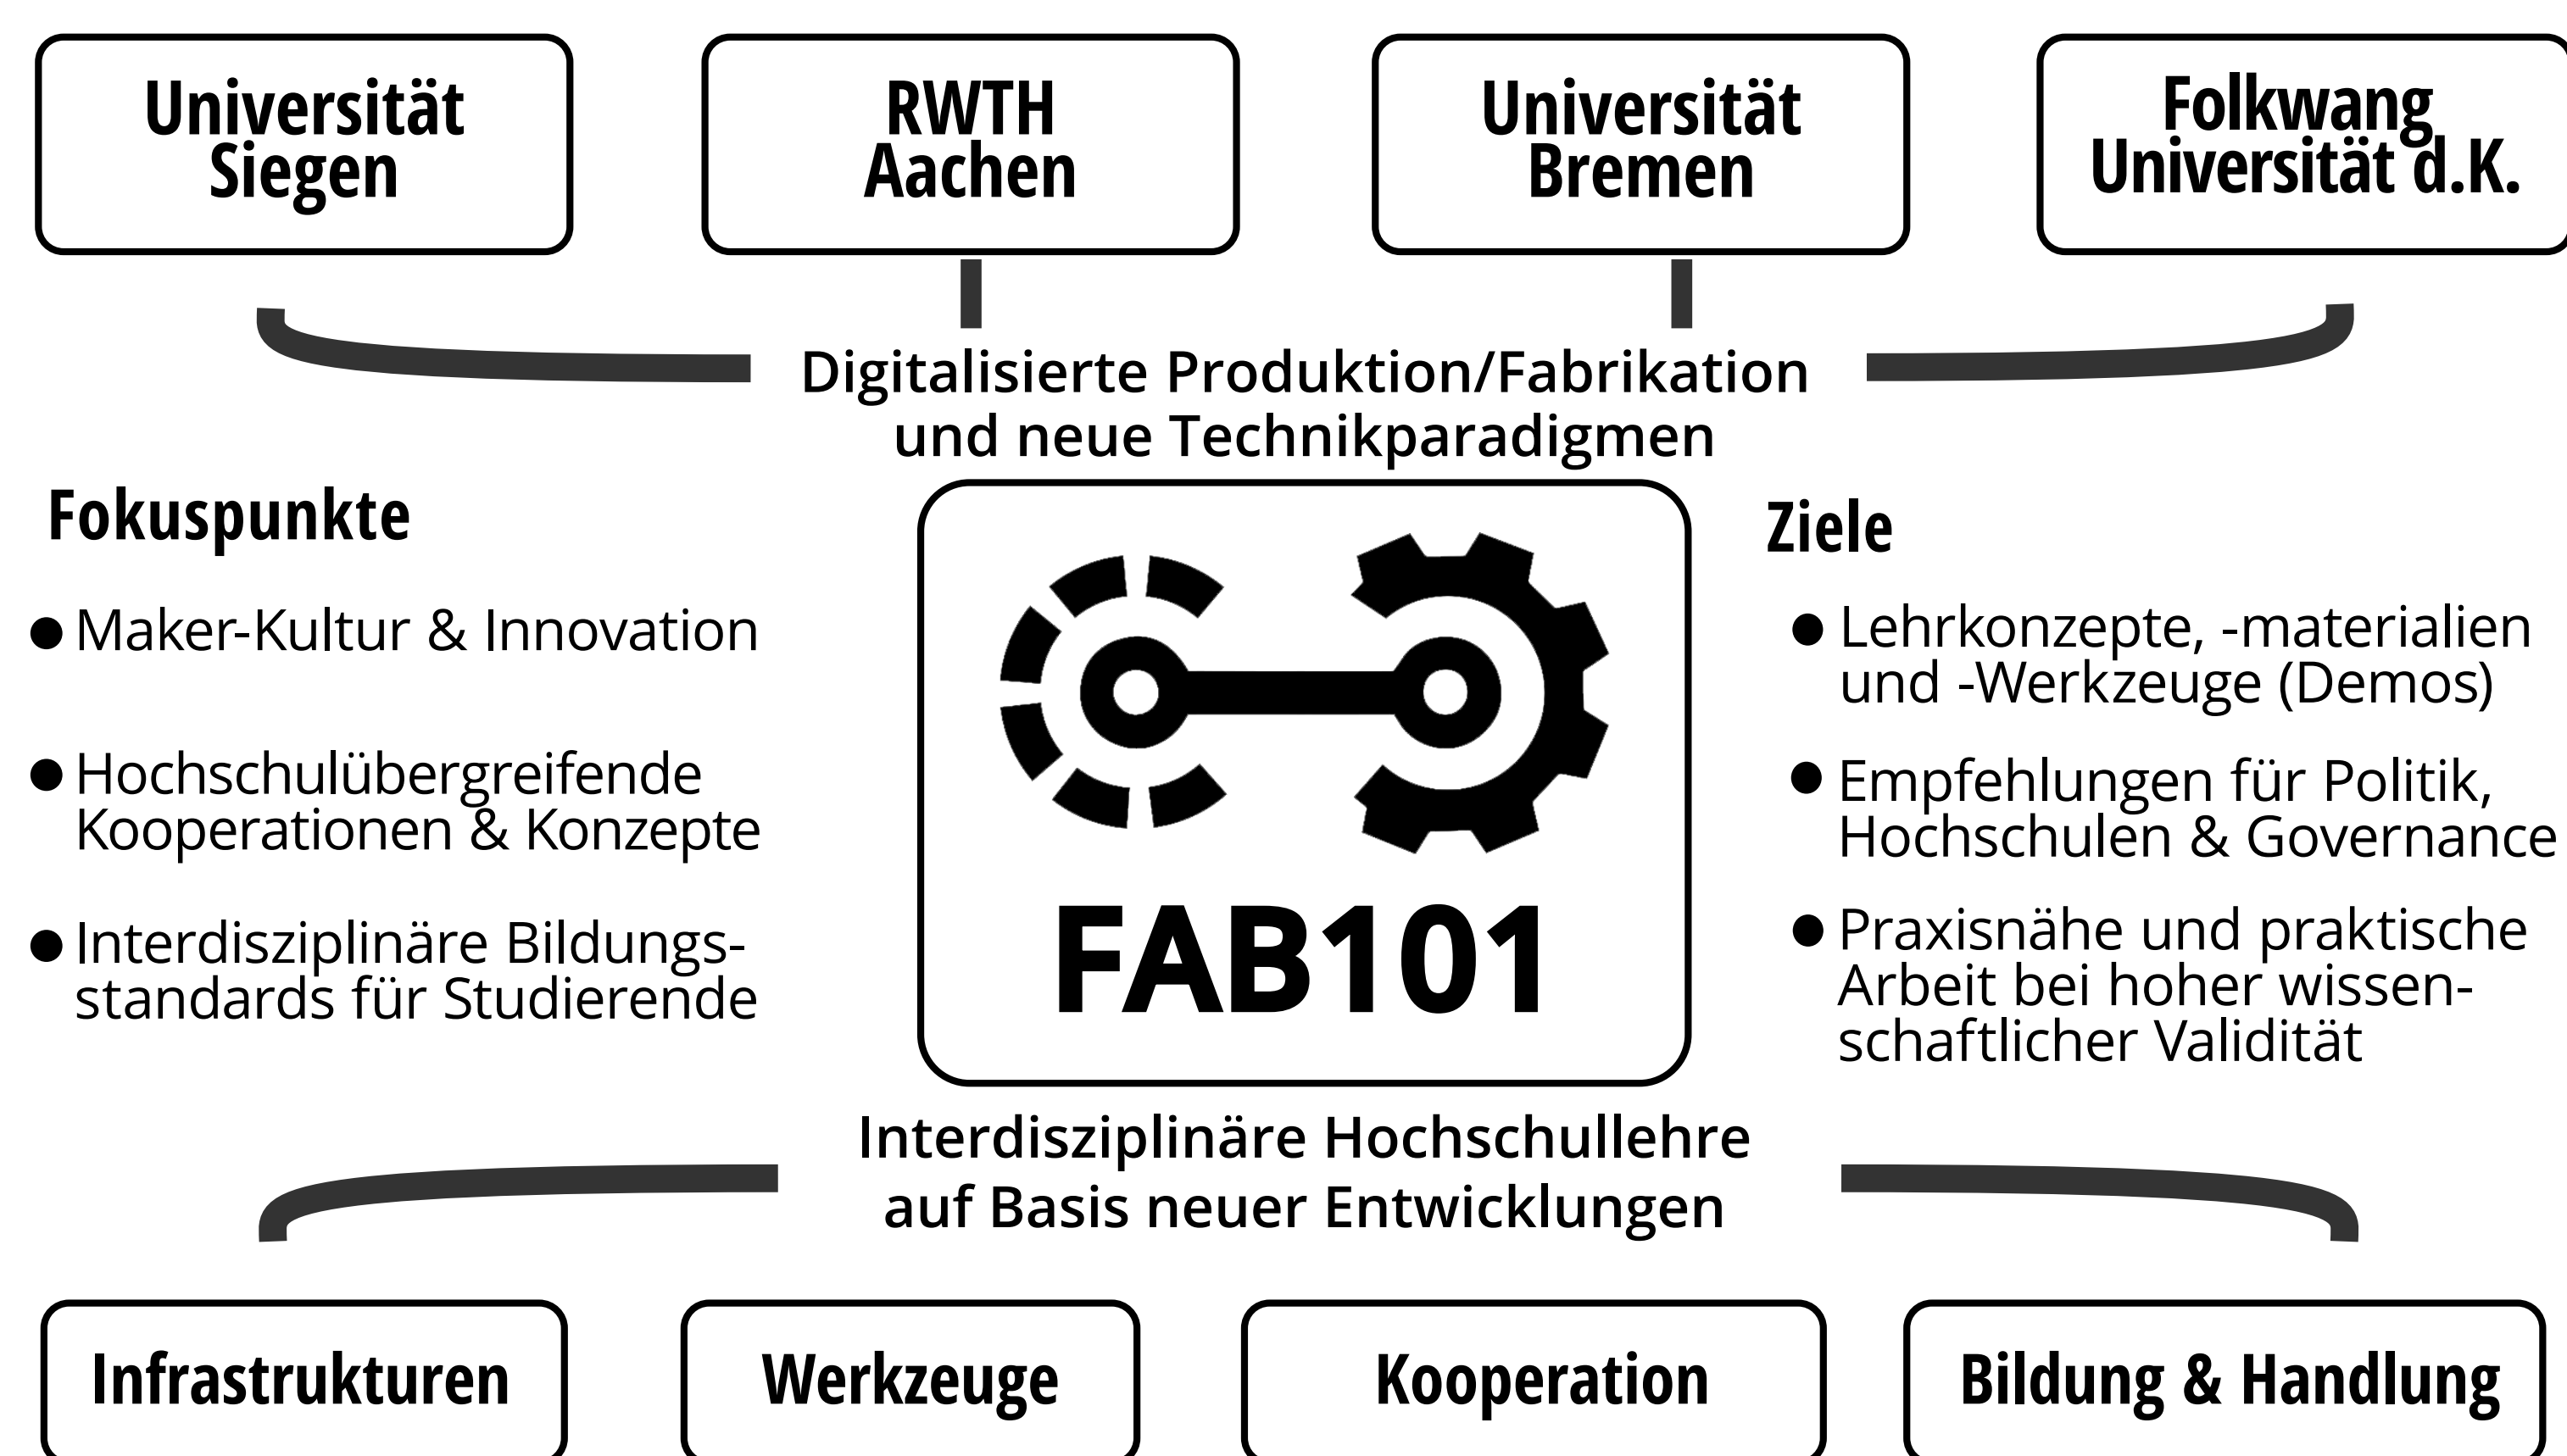 Universität
Siegen
RWTH
Aachen
Universität
Bremen
Folkwang
Universität d.K.
Digitalisierte Produktion/Fabrikation
und neue Technikparadigmen
Fokuspunkte
● Maker-Kultur & Innovation
● Hochschulübergreifende
Kooperationen & Konzepte
● Interdisziplinäre Bildungs-
standards für Studierende
FAB101
Ziele
● Lehrkonzepte, -materialien
und -Werkzeuge (Demos)
● Empfehlungen für Politik,
Hochschulen & Governance
● Praxisnähe und praktische
Arbeit bei hoher wissen-
schaftlicher Validität
Interdisziplinäre Hochschullehre
auf Basis neuer Entwicklungen
Infrastrukturen
Werkzeuge
Kooperation
Bildung & Handlung